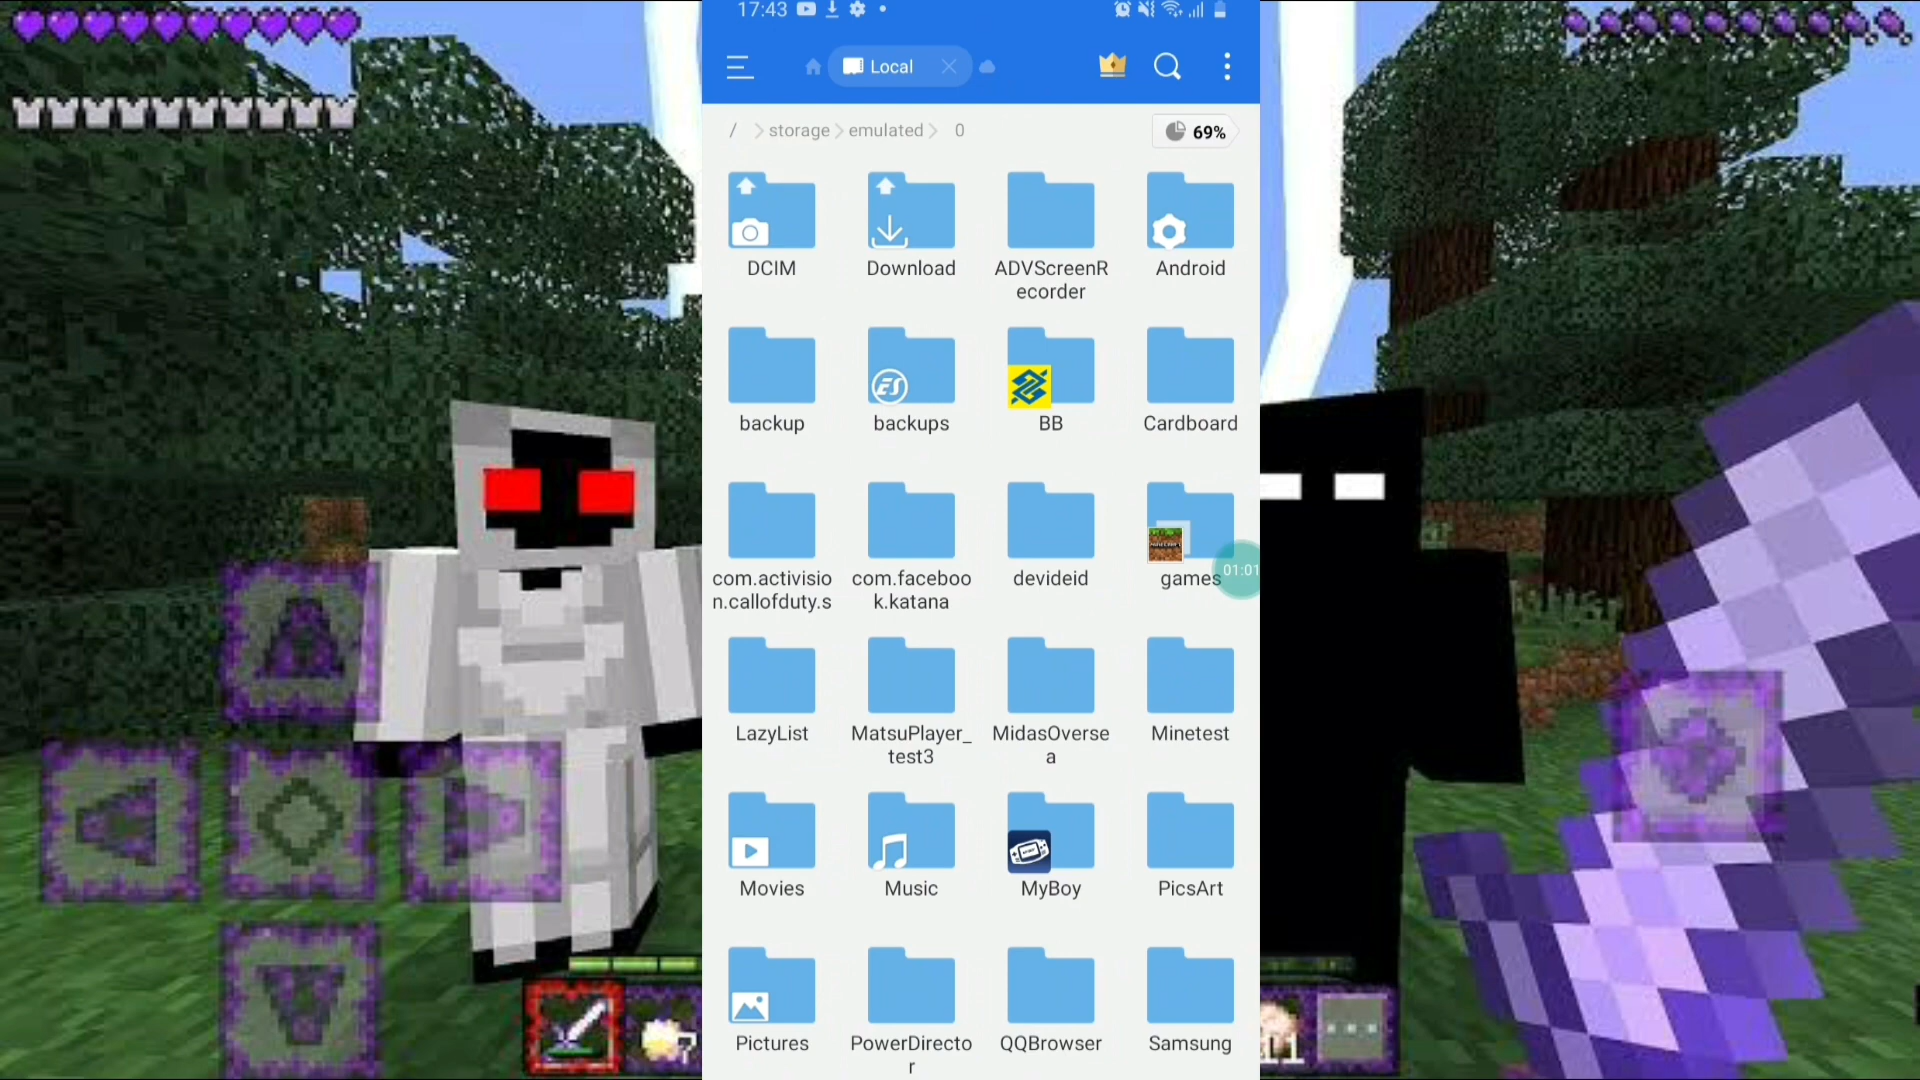 17:43
Local
/ storage emulated 0
69%
DCIM
Download
ADVScreenR
ecorder
Android
backup
backups
BB
Cardboard
com.activisio
n.callofduty.s
com.faceboo
k.katana
devideid
games
01:01
LazyList
MatsuPlayer_
test3
MidasOverse
a
Minetest
Movies
Music
MyBoy
PicsArt
Pictures
PowerDirecto
r
QQBrowser
Samsung
7